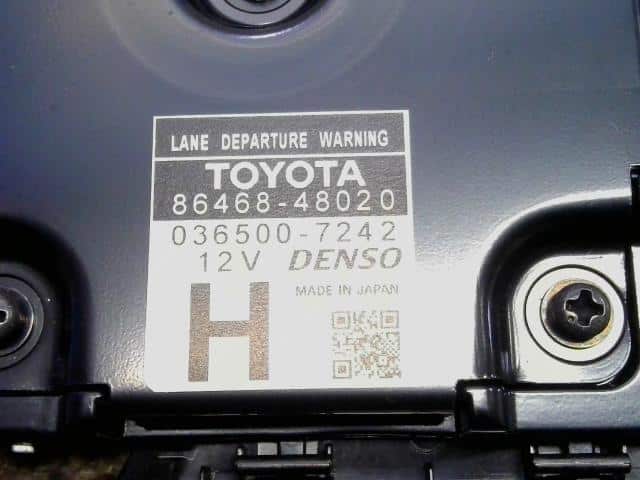 LANE DEPARTURE WARNING
TOYOTA
86468-48020
036500-7242
12V DENSO
MADE IN JAPAN
H